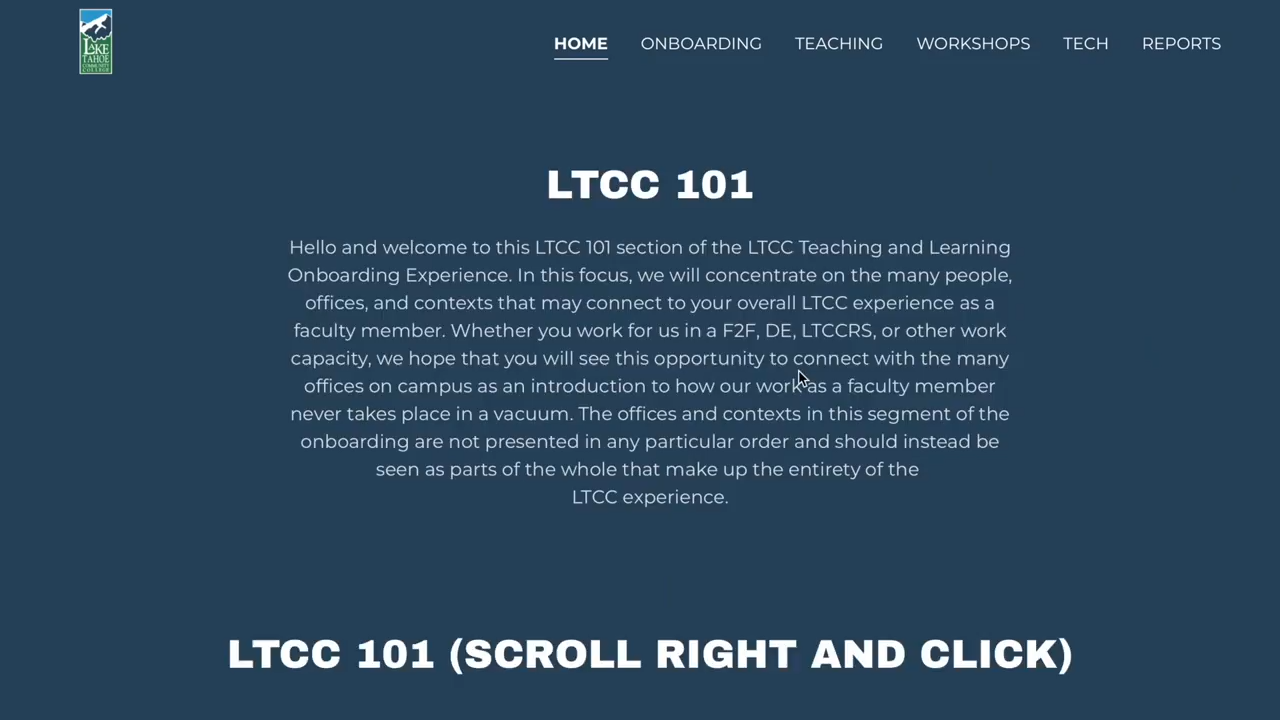 LAKE
TAHOE
COMMUNITY
COLLEGE
HOME ONBOARDING TEACHING WORKSHOPS TECH REPORTS
LTCC 101
Hello and welcome to this LTCC 101 section of the LTCC Teaching and Learning
Onboarding Experience. In this focus, we will concentrate on the many people,
offices, and contexts that may connect to your overall LTCC experience as a
faculty member. Whether you work for us in a F2F, DE, LTCCRS, or other work
capacity, we hope that you will see this opportunity to connect with the many
offices on campus as an introduction to how our work as a faculty member
never takes place in a vacuum. The offices and contexts in this segment of the
onboarding are not presented in any particular order and should instead be
seen as parts of the whole that make up the entirety of the
LTCC experience.
LTCC 101 (SCROLL RIGHT AND CLICK)